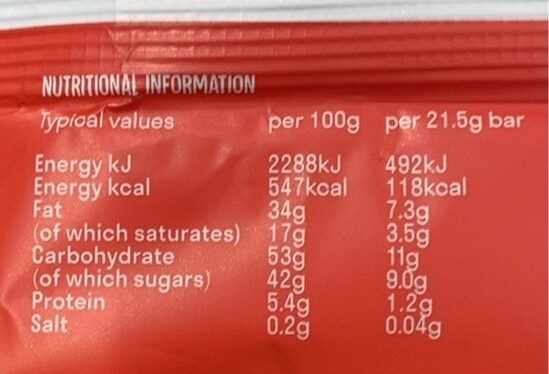 NUTRITIONAL INFORMATION
Typical values per 100g per 21.5g bar
Energy kJ 2288kJ 492kJ
Energy kcal 547kcal 118kcal
Fat 34g 7.3g
(of which saturates) 17g 3.5g
Carbohydrate 53g 11g
(of which sugars) 42g 9.0g
Protein 5.4g 1.2g
Salt 0.2g 0.04g